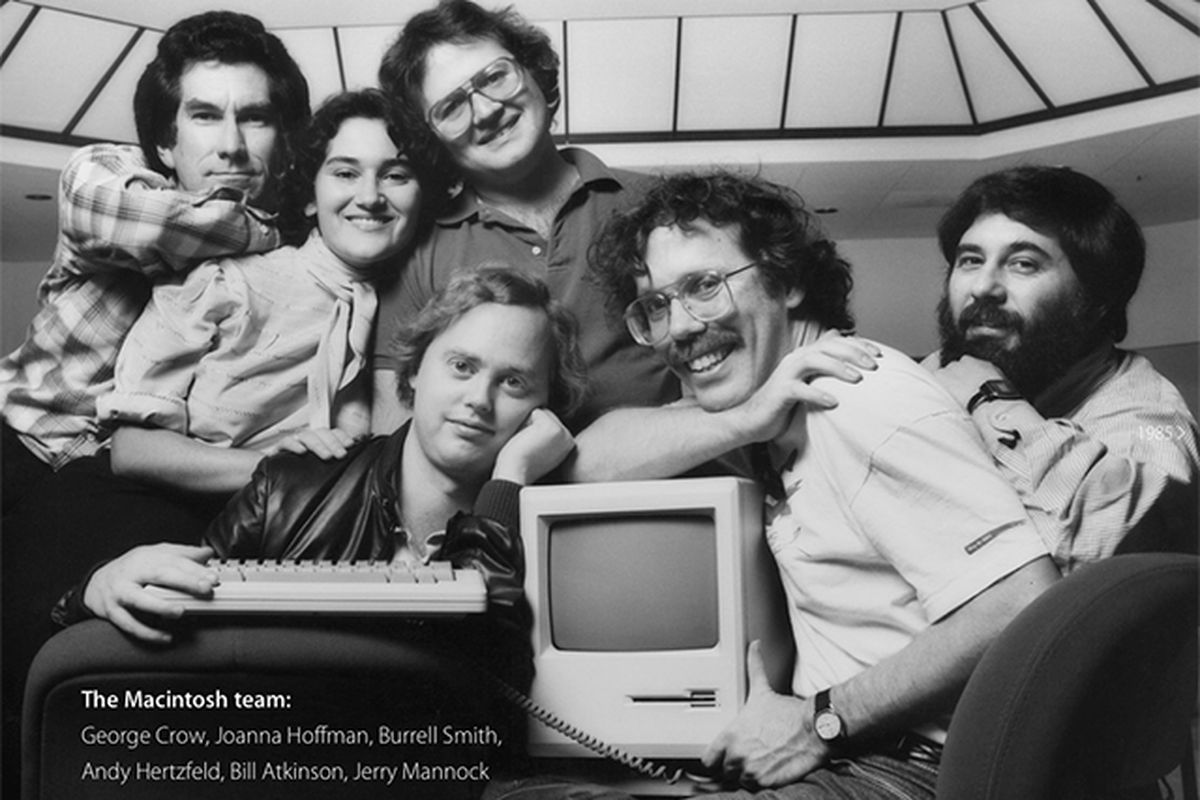 1985 >
The Macintosh team:
George Crow, Joanna Hoffman, Burrell Smith,
Andy Hertzfeld, Bill Atkinson, Jerry Mannock